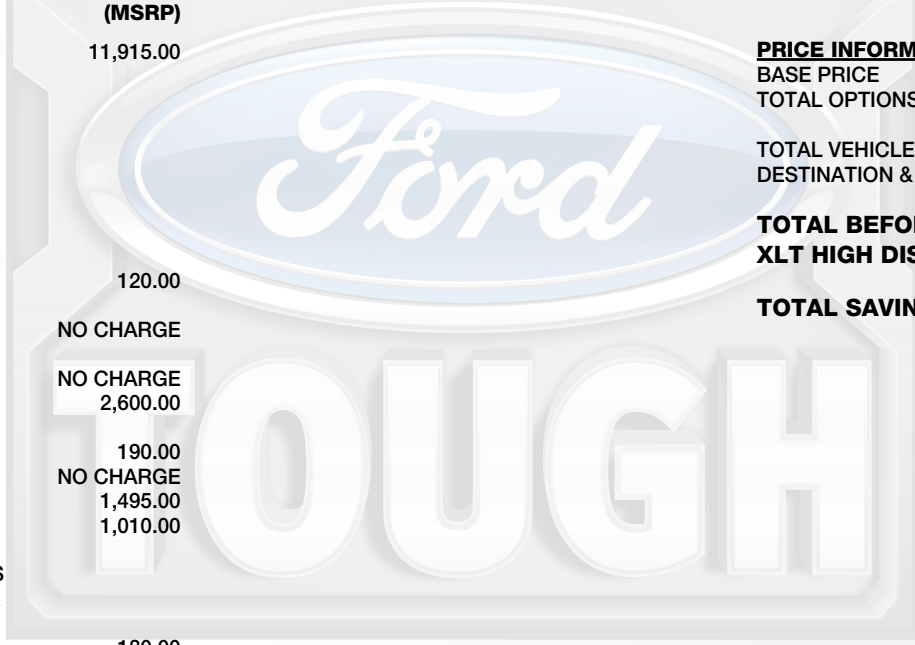 (MSRP)
11,915.00
120.00
NO CHARGE
NO CHARGE
2,600.00
190.00
NO CHARGE
1,495.00
1,010.00
PRICE INFORM
BASE PRICE
TOTAL OPTIONS
TOTAL VEHICLE
DESTINATION &
TOTAL BEFO
XLT HIGH DIS
TOTAL SAVIN
Ford
TOUGH